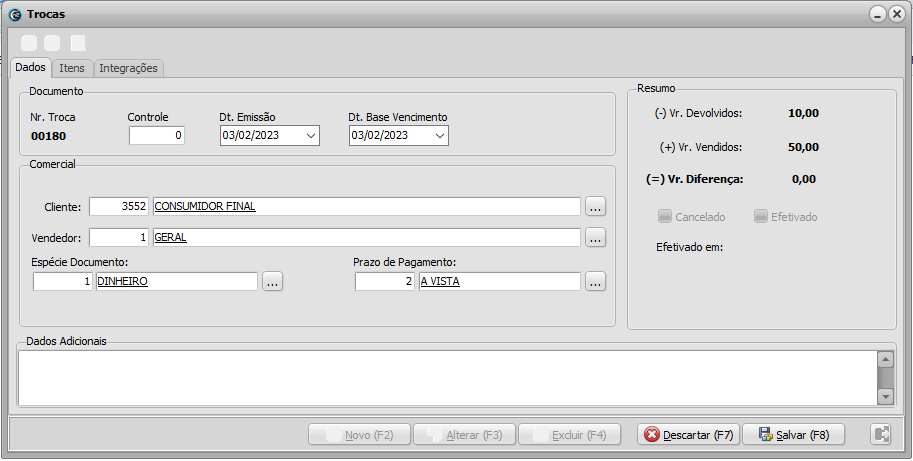 Trocas
Dados Itens Integrações
Documento
Nr. Troca Controle Dt. Emissão Dt. Base Vencimento
00180 0 03/02/2023 03/02/2023
Comercial
Cliente: 3552 CONSUMIDOR FINAL ...
Vendedor: 1 GERAL ...
Espécie Documento: Prazo de Pagamento:
1 DINHEIRO ... 2 A VISTA ...
Resumo
(-) Vr. Devolvidos: 10,00
(+) Vr. Vendidos: 50,00
(=) Vr. Diferença: 0,00
Cancelado Efetivado
Efetivado em:
Dados Adicionais
Novo (F2) Alterar (F3) Excluir (F4) Descartar (F7) Salvar (F8)